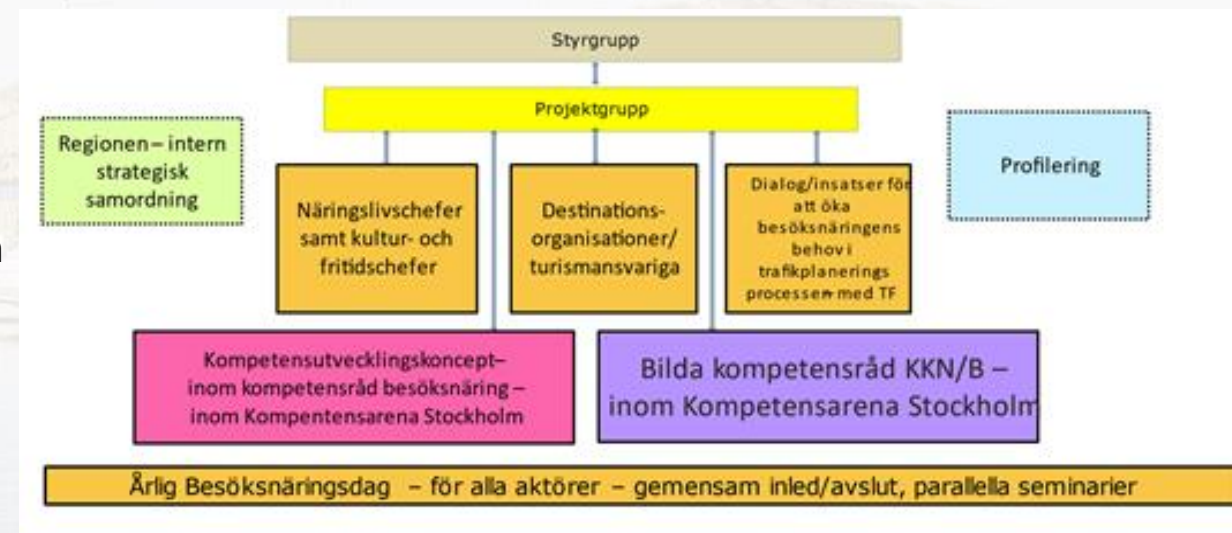 Styrgrupp
Projektgrupp
Regionen – intern
strategisk
samordning
Profilering
Näringslivschefer
samt kultur- och
fritidschefer
Destinations-
organisationer/
turismansvariga
Dialog/insatser för
att öka
besöksnäringens
behov i
trafikplanerings
processen med TF
Kompetensutvecklingskoncept–
inom kompetensråd besöksnäring –
inom Kompentensarena Stockholm
Bilda kompetensråd KKN/B –
inom Kompetensarena Stockholm
Årlig Besöksnäringsdag – för alla aktörer – gemensam inled/avslut, parallella seminarier